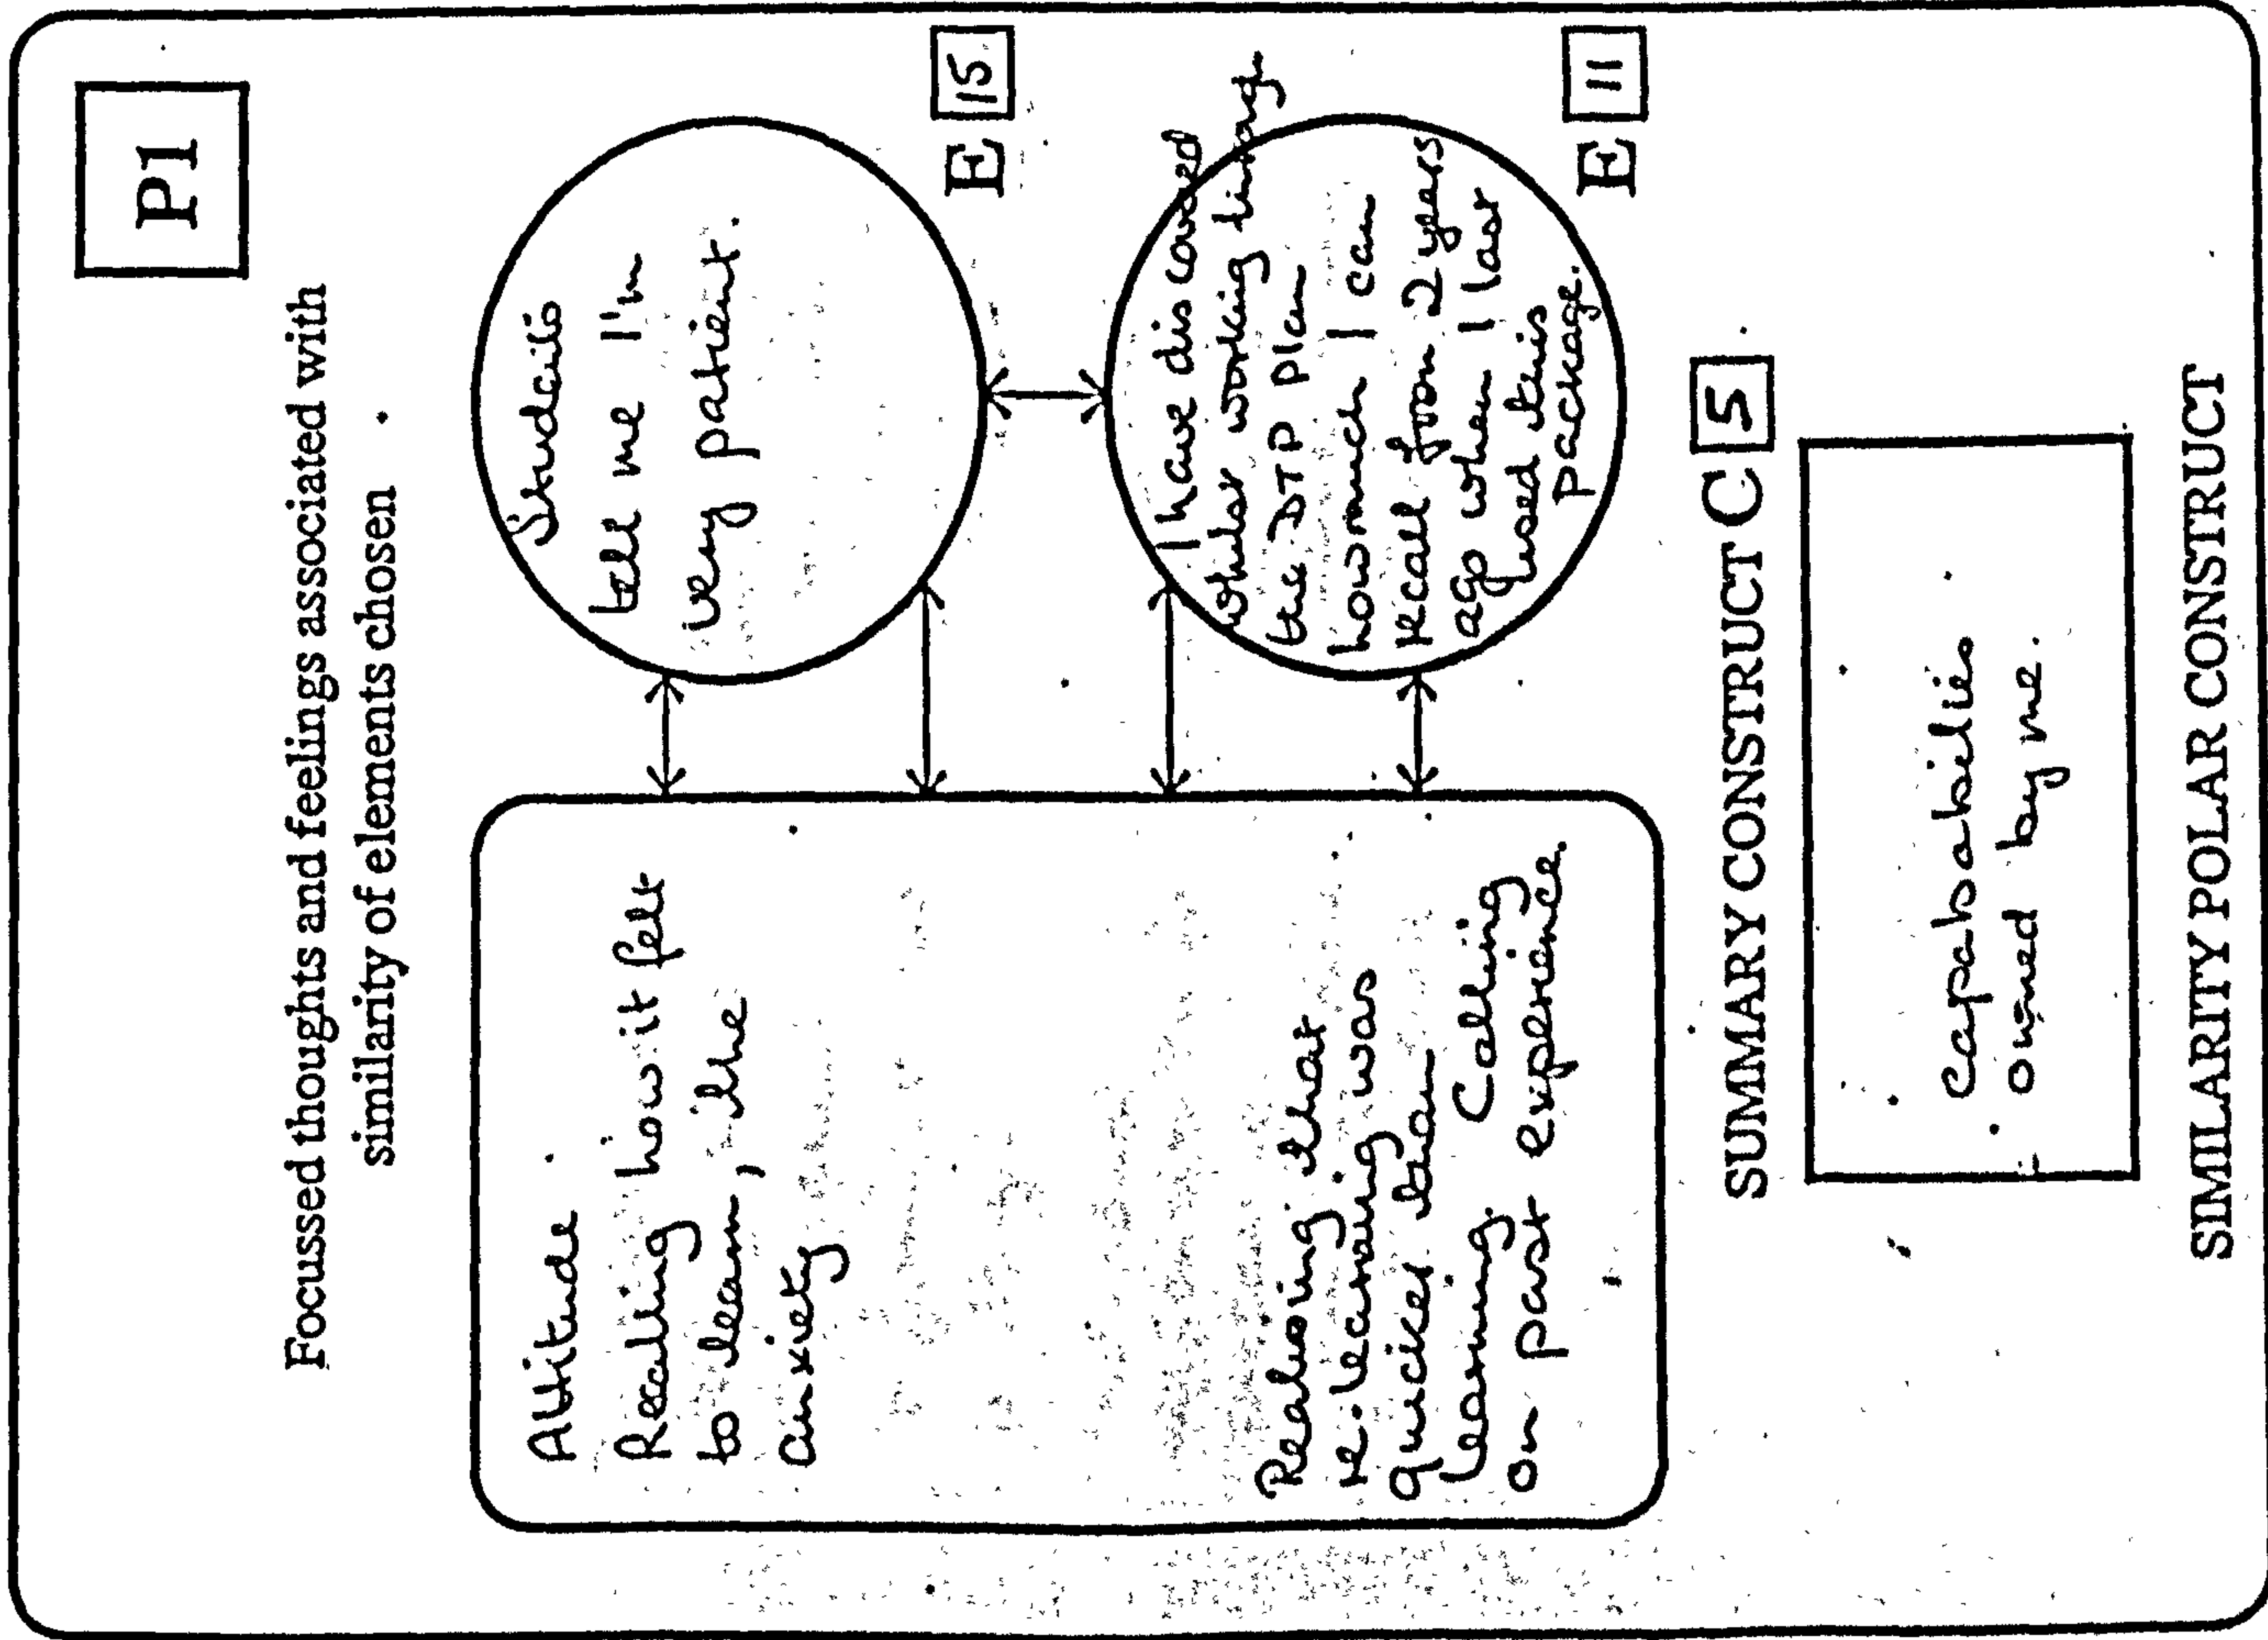 P1
Focussed thoughts and feelings associated with
similarity of elements chosen .
Attitude .
Recalling how it felt
to learn, the
anxiety
Realising that
re-learning was
quicker than
learning. Calling
on past experience.
Students
tell me I'm
very patient.
E 15
I have discovered
whilst working through
the DTP plan
how much I can
recall from 2 years
ago when I last
used this
package.
E 11
SUMMARY CONSTRUCT C 5
Capabilities
owned by me.
SIMILARITY POLAR CONSTRUCT